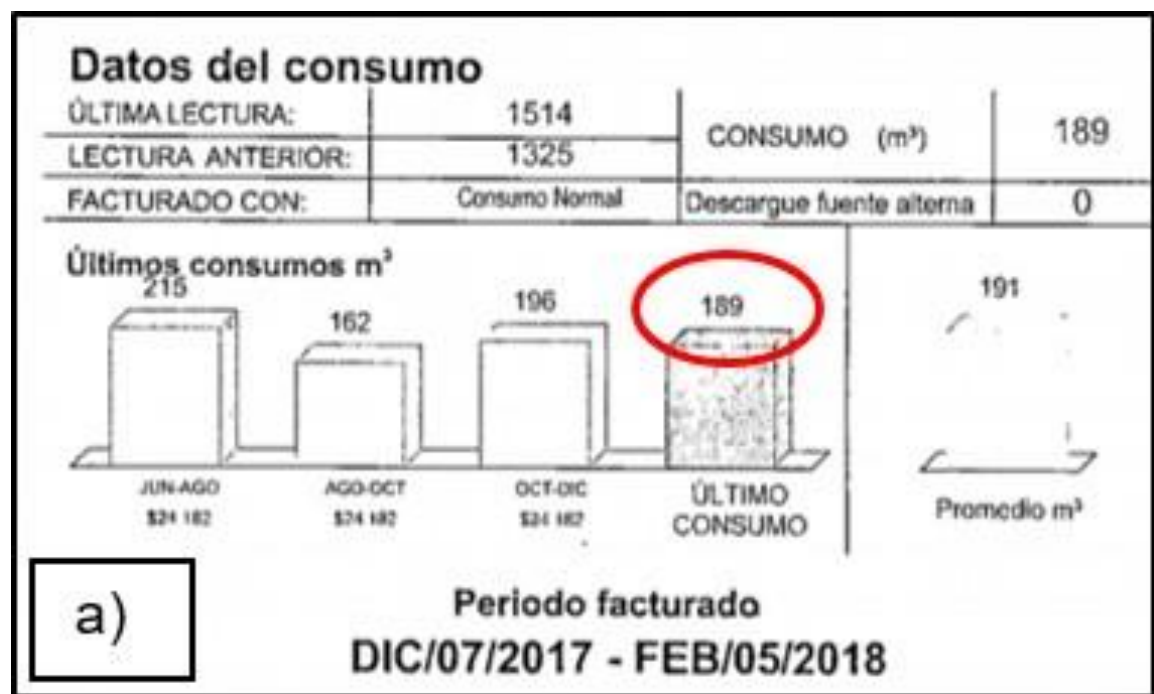 Datos del consumo
ÚLTIMA LECTURA: 1514
CONSUMO (m³) 189
LECTURA ANTERIOR: 1325
FACTURADO CON: Consumo Normal Descargue fuente alterna 0
Últimos consumos m³
215 162 196 189 191
JUN-AGO AGO-OCT OCT-DIC ÚLTIMO CONSUMO
$24 182
Promedio m³
a)
Periodo facturado
DIC/07/2017 - FEB/05/2018